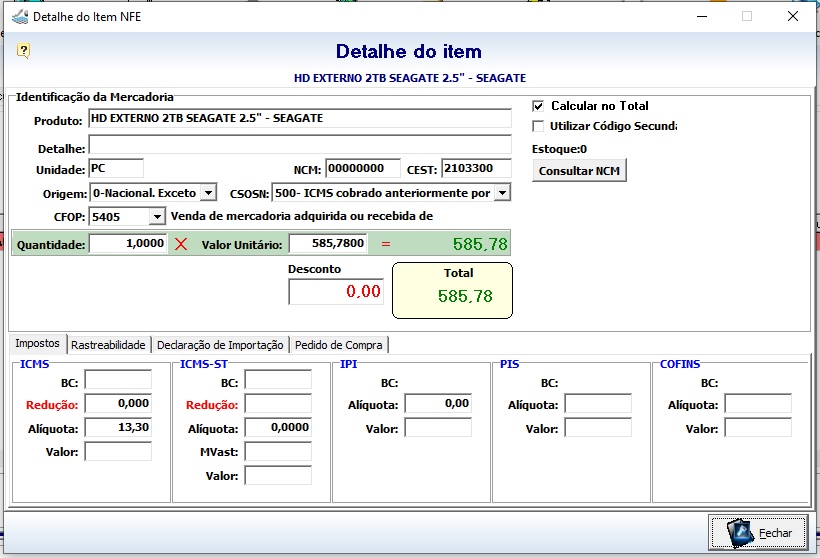 Detalhe do Item NFE
Detalhe do item
HD EXTERNO 2TB SEAGATE 2.5" - SEAGATE
Identificação da Mercadoria
Produto: HD EXTERNO 2TB SEAGATE 2.5" - SEAGATE
Calcular no Total
Utilizar Código Secunda
Detalhe:
Estoque:0
Unidade: PC NCM: 00000000 CEST: 2103300
Consultar NCM
Origem: 0-Nacional. Exceto CSOSN: 500- ICMS cobrado anteriormente por
CFOP: 5405 Venda de mercadoria adquirida ou recebida de
Quantidade: 1,0000 X Valor Unitário: 585,7800 = 585,78
Desconto
0,00
Total
585,78
Impostos Rastreabilidade Declaração de Importação Pedido de Compra
ICMS
BC:
Redução: 0,000
Alíquota: 13,30
Valor:
ICMS-ST
BC:
Redução:
Alíquota: 0,0000
MVast:
Valor:
IPI
BC:
Alíquota: 0,00
Valor:
PIS
BC:
Alíquota:
Valor:
COFINS
BC:
Alíquota:
Valor:
Fechar